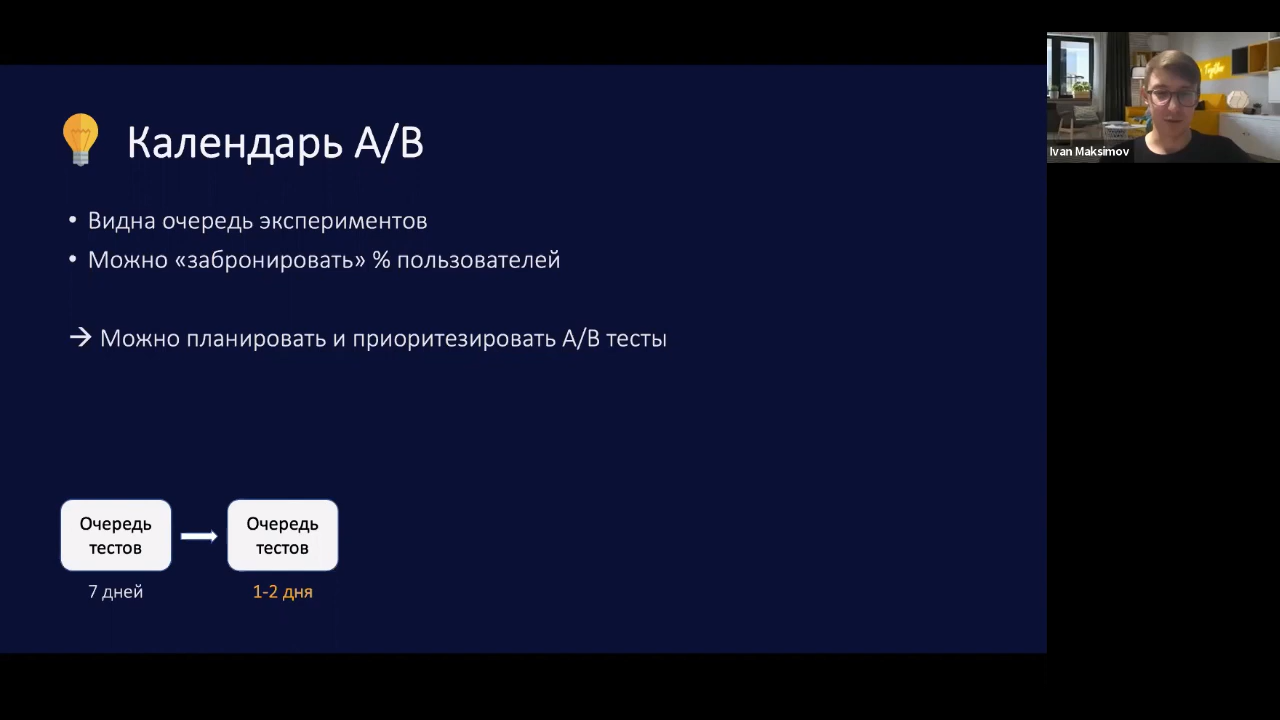 Календарь A/B
• Видна очередь экспериментов
• Можно «забронировать» % пользователей
→ Можно планировать и приоритезировать A/B тесты
Очередь
тестов
7 дней
Очередь
тестов
1-2 дня
Ivan Maksimov